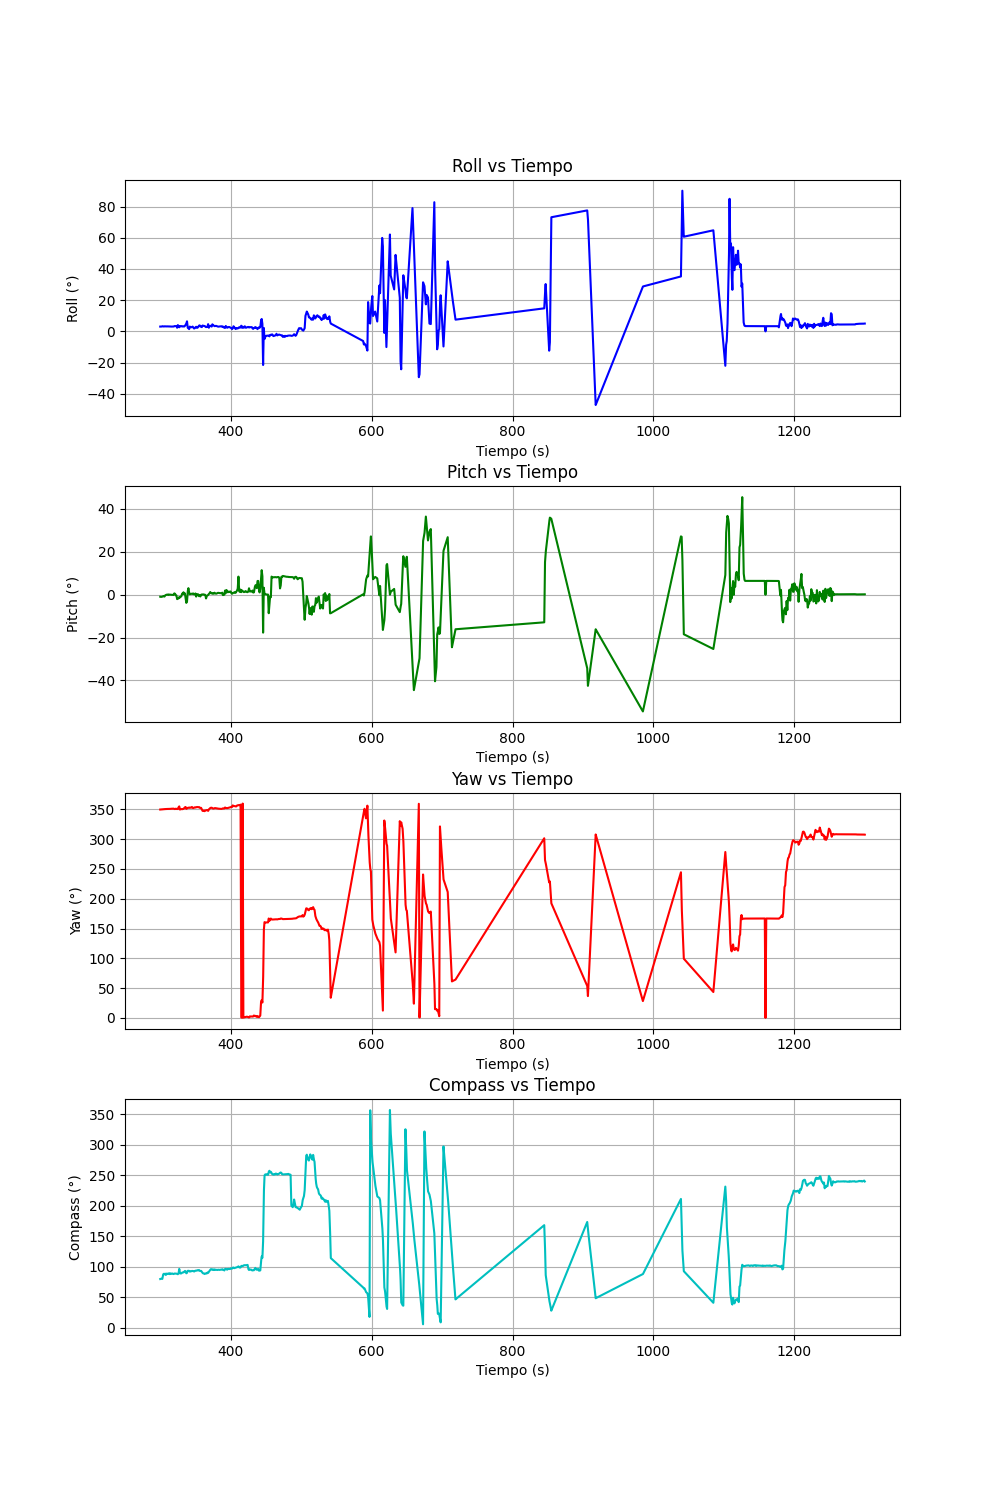 Roll vs Tiempo
80
60
40
20
0
−20
−40
Roll (°)
400 600 800 1000 1200
Tiempo (s)
Pitch vs Tiempo
40
20
0
−20
−40
Pitch (°)
400 600 800 1000 1200
Tiempo (s)
Yaw vs Tiempo
350
300
250
200
150
100
50
0
Yaw (°)
400 600 800 1000 1200
Tiempo (s)
Compass vs Tiempo
350
300
250
200
150
100
50
0
Compass (°)
400 600 800 1000 1200
Tiempo (s)